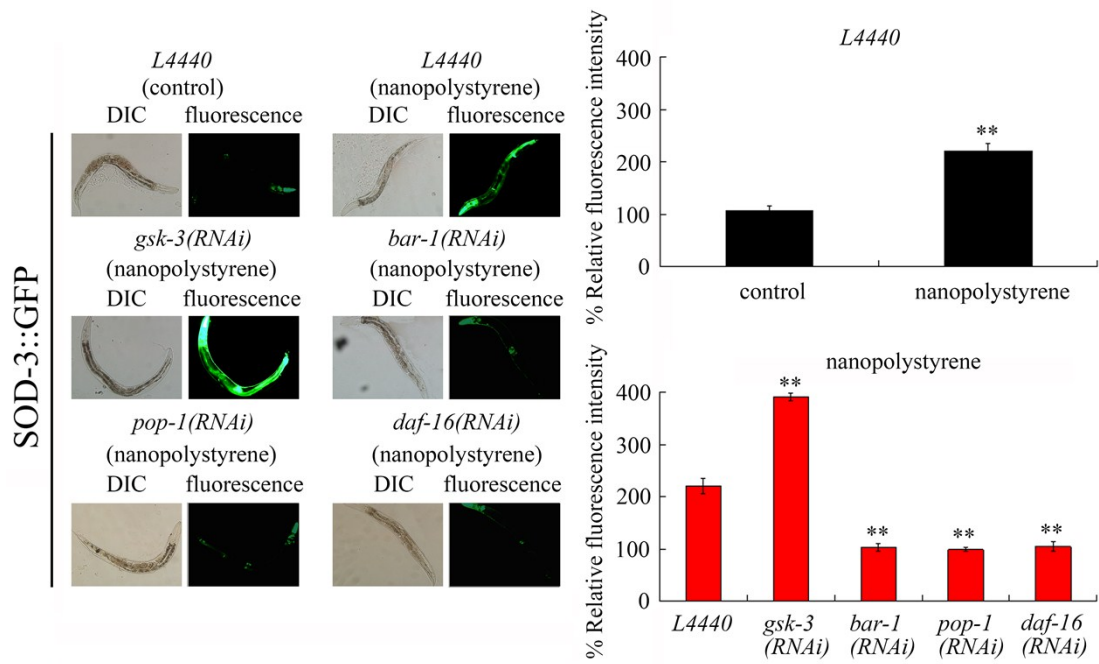 SOD-3::GFP
L4440
(control)
DIC fluorescence
L4440
(nanopolystyrene)
DIC fluorescence
gsk-3(RNAi)
(nanopolystyrene)
DIC fluorescence
bar-1(RNAi)
(nanopolystyrene)
DIC fluorescence
pop-1(RNAi)
(nanopolystyrene)
DIC fluorescence
daf-16(RNAi)
(nanopolystyrene)
DIC fluorescence
L4440
% Relative fluorescence intensity
400
300
200
100
0
**
control nanopolystyrene
nanopolystyrene
% Relative fluorescence intensity
400
300
200
100
0
**
**
**
**
L4440
gsk-3
(RNAi)
bar-1
(RNAi)
pop-1
(RNAi)
daf-16
(RNAi)